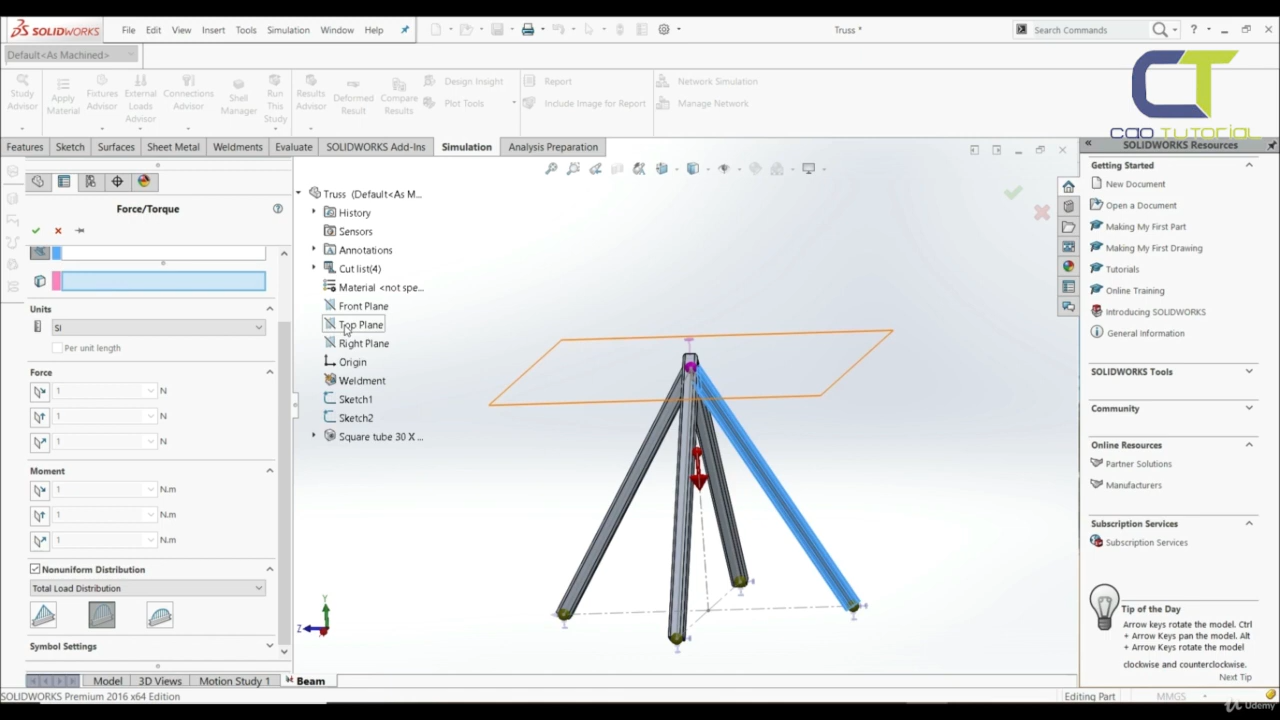 SOLIDWORKS File Edit View Insert Tools Simulation Window Help Truss * Search Commands
Default<As Machined>
Study Advisor
Apply Material
Fixtures Advisor
External Loads Advisor
Connections Advisor
Shell Manager
Run This Study
Results Advisor
Deformed Result
Compare Results
Design Insight
Plot Tools
Report
Include Image for Report
Network Simulation
Manage Network
CT
CAO TUTORIAL
Features Sketch Surfaces Sheet Metal Weldments Evaluate SOLIDWORKS Add-Ins Simulation Analysis Preparation
Force/Torque
Units
SI
Per unit length
Force
1 N
1 N
1 N
Moment
1 N.m
1 N.m
1 N.m
Nonuniform Distribution
Total Load Distribution
Symbol Settings
Truss (Default<As M...
History
Sensors
Annotations
Cut list(4)
Material <not spe...
Front Plane
Top Plane
Right Plane
Origin
Weldment
Sketch1
Sketch2
Square tube 30 X ...
Y
Z
SOLIDWORKS Resources
Getting Started
New Document
Open a Document
Making My First Part
Making My First Drawing
Tutorials
Online Training
Introducing SOLIDWORKS
General Information
SOLIDWORKS Tools
Community
Online Resources
Partner Solutions
Manufacturers
Subscription Services
Subscription Services
Tip of the Day
Arrow keys rotate the model. Ctrl
+ Arrow Keys pan the model. Alt
+ Arrow Keys rotate the model
clockwise and counterclockwise.
Next Tip
Model 3D Views Motion Study 1 Beam
SOLIDWORKS Premium 2016 x64 Edition Editing Part MMGS
Udemy